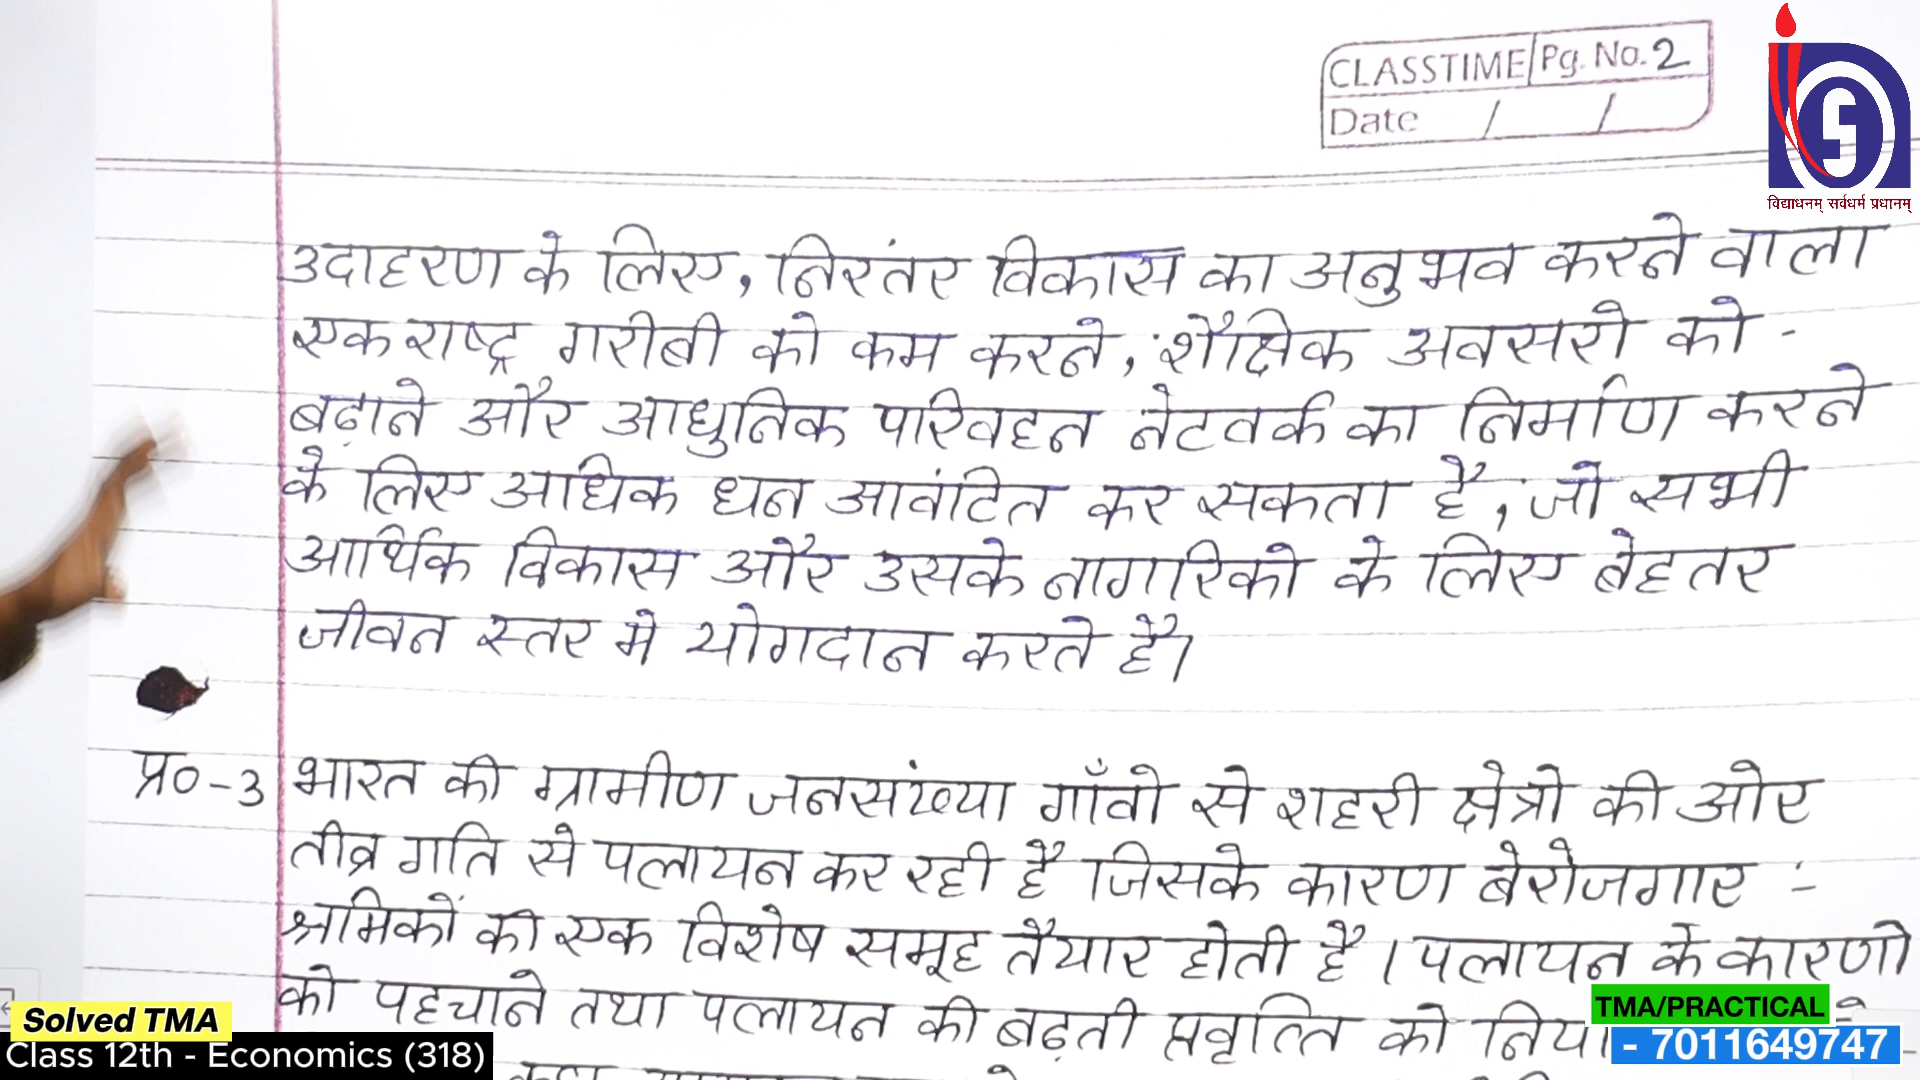 CLASSTIME Pg. No. 2
Date / /
विद्याधनम् सर्वधर्म प्रधानम्
उदाहरण के लिए, निरंतर विकास का अनुभव करने वाला
एक राष्ट्र गरीबी को कम करने, शैक्षिक अवसरो को -
बढ़ाने और आधुनिक परिवहन नेटवर्क का निर्माण करने
के लिए अधिक धन आवंटित कर सकता है, जो सभी
आर्थिक विकास और उसके नागरिको के लिए बेहतर
जीवन स्तर मे योगदान करते है।
प्र०-3 भारत की ग्रामीण जनसंख्या गाँवो से शहरी क्षेत्रो की ओर
तीव्र गति से पलायन कर रही है जिसके कारण बेरोजगार :-
श्रमिकों की एक विशेष समूह तैयार होती है । पलायन के कारणो
को पहचाने तथा पलायन की बढ़ती प्रवृत्ति को
Solved TMA
Class 12th - Economics (318)
TMA/PRACTICAL
- 7011649747